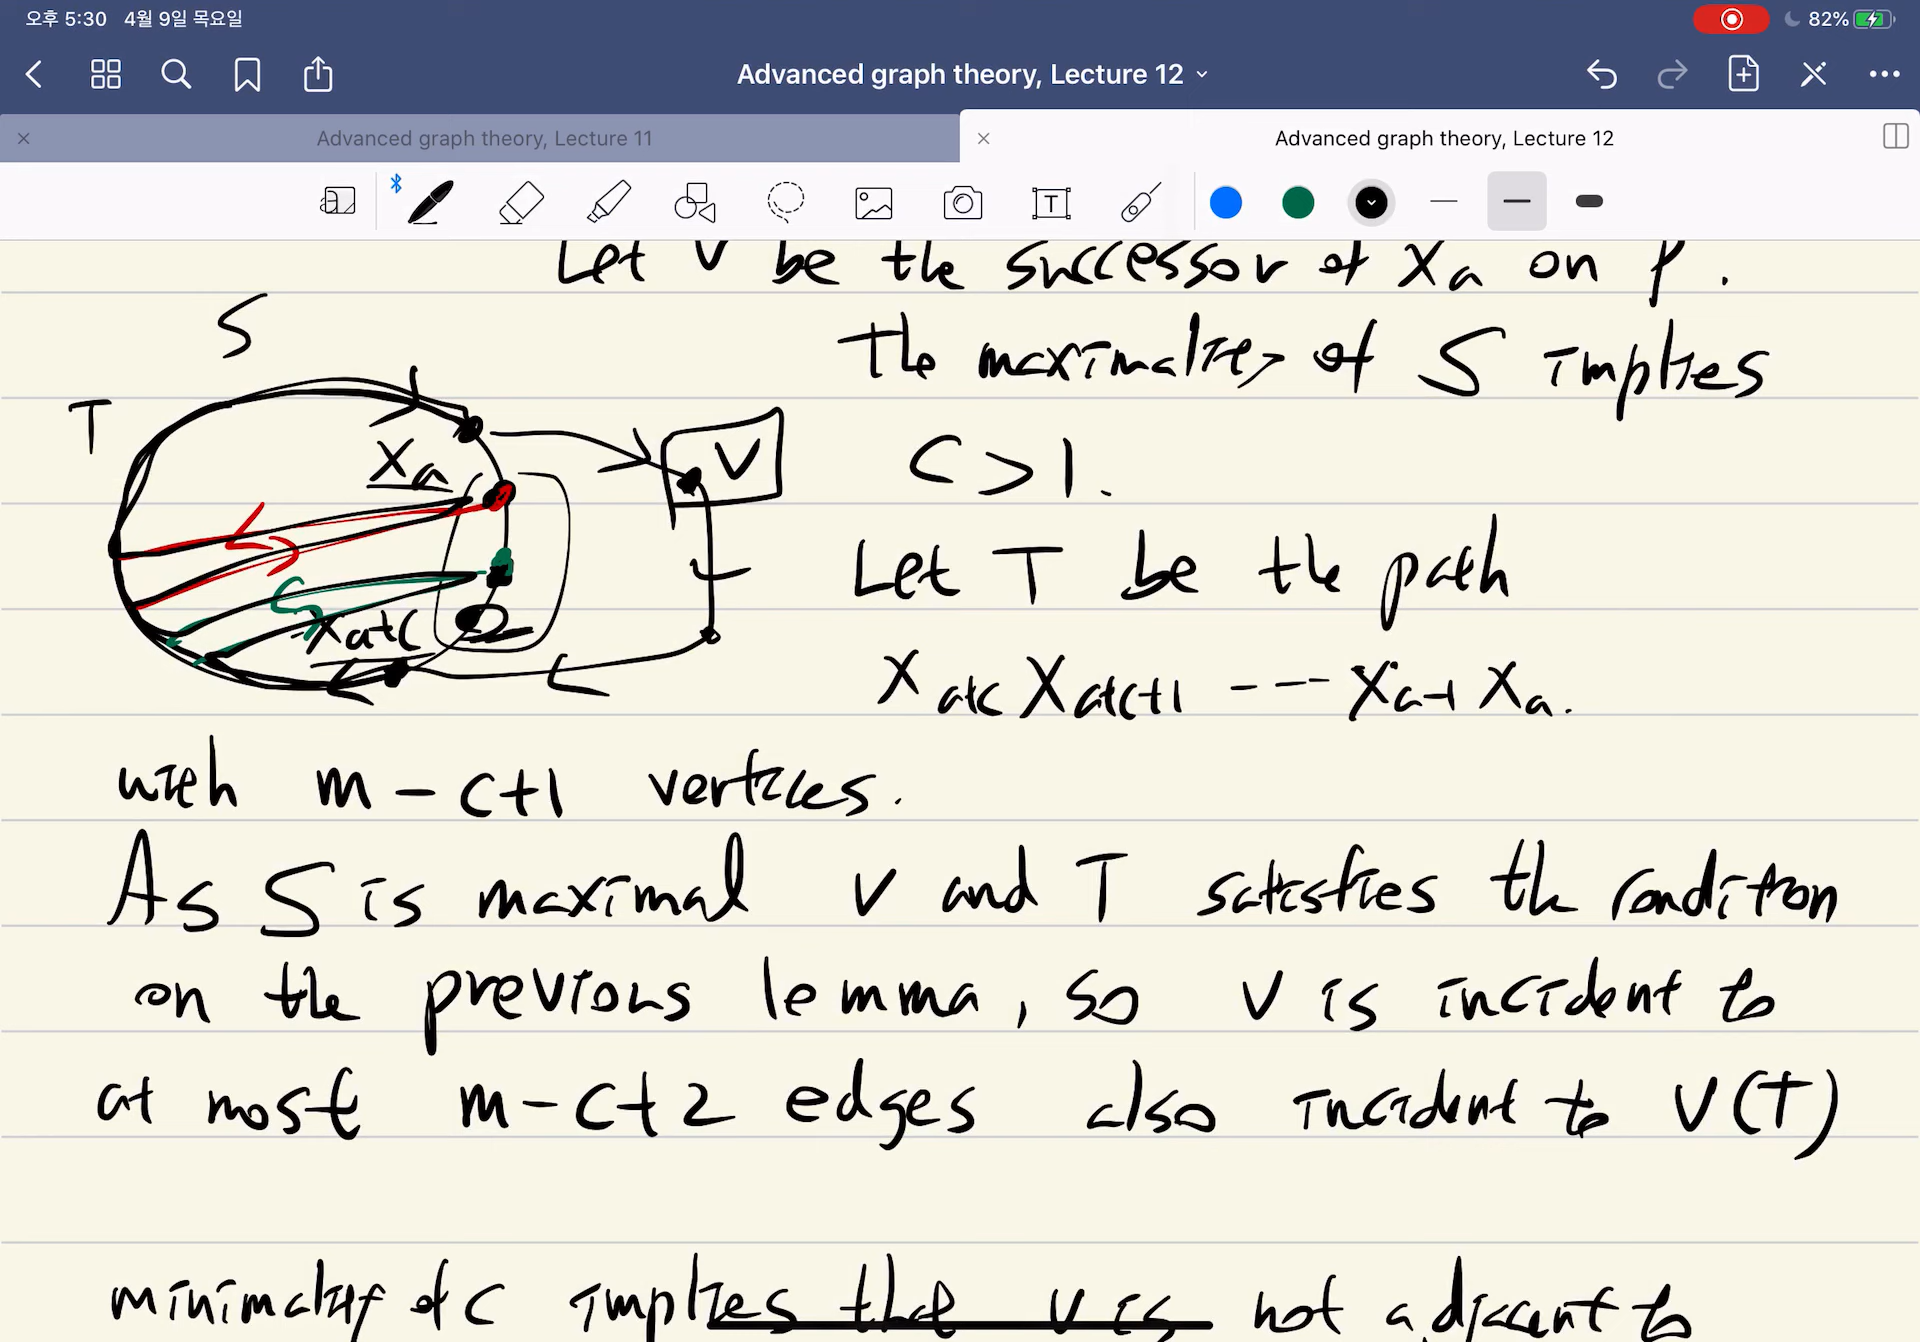 오후 5:30 4월 9일 목요일
82%
Advanced graph theory, Lecture 12
Advanced graph theory, Lecture 11
Advanced graph theory, Lecture 12
Let v be the successor of Xa on P.
S
The maximality of S implies
T
Xa
V
C > 1.
Let T be the path
Xa+c
Xa+c Xa+c+1 --- Xa-1 Xa.
with m-c+1 vertices.
As S is maximal v and T satisfies the condition
on the previous lemma, so v is incident to
at most m-c+2 edges also incident to V(T)
minimality of c implies that v is not adjacent to